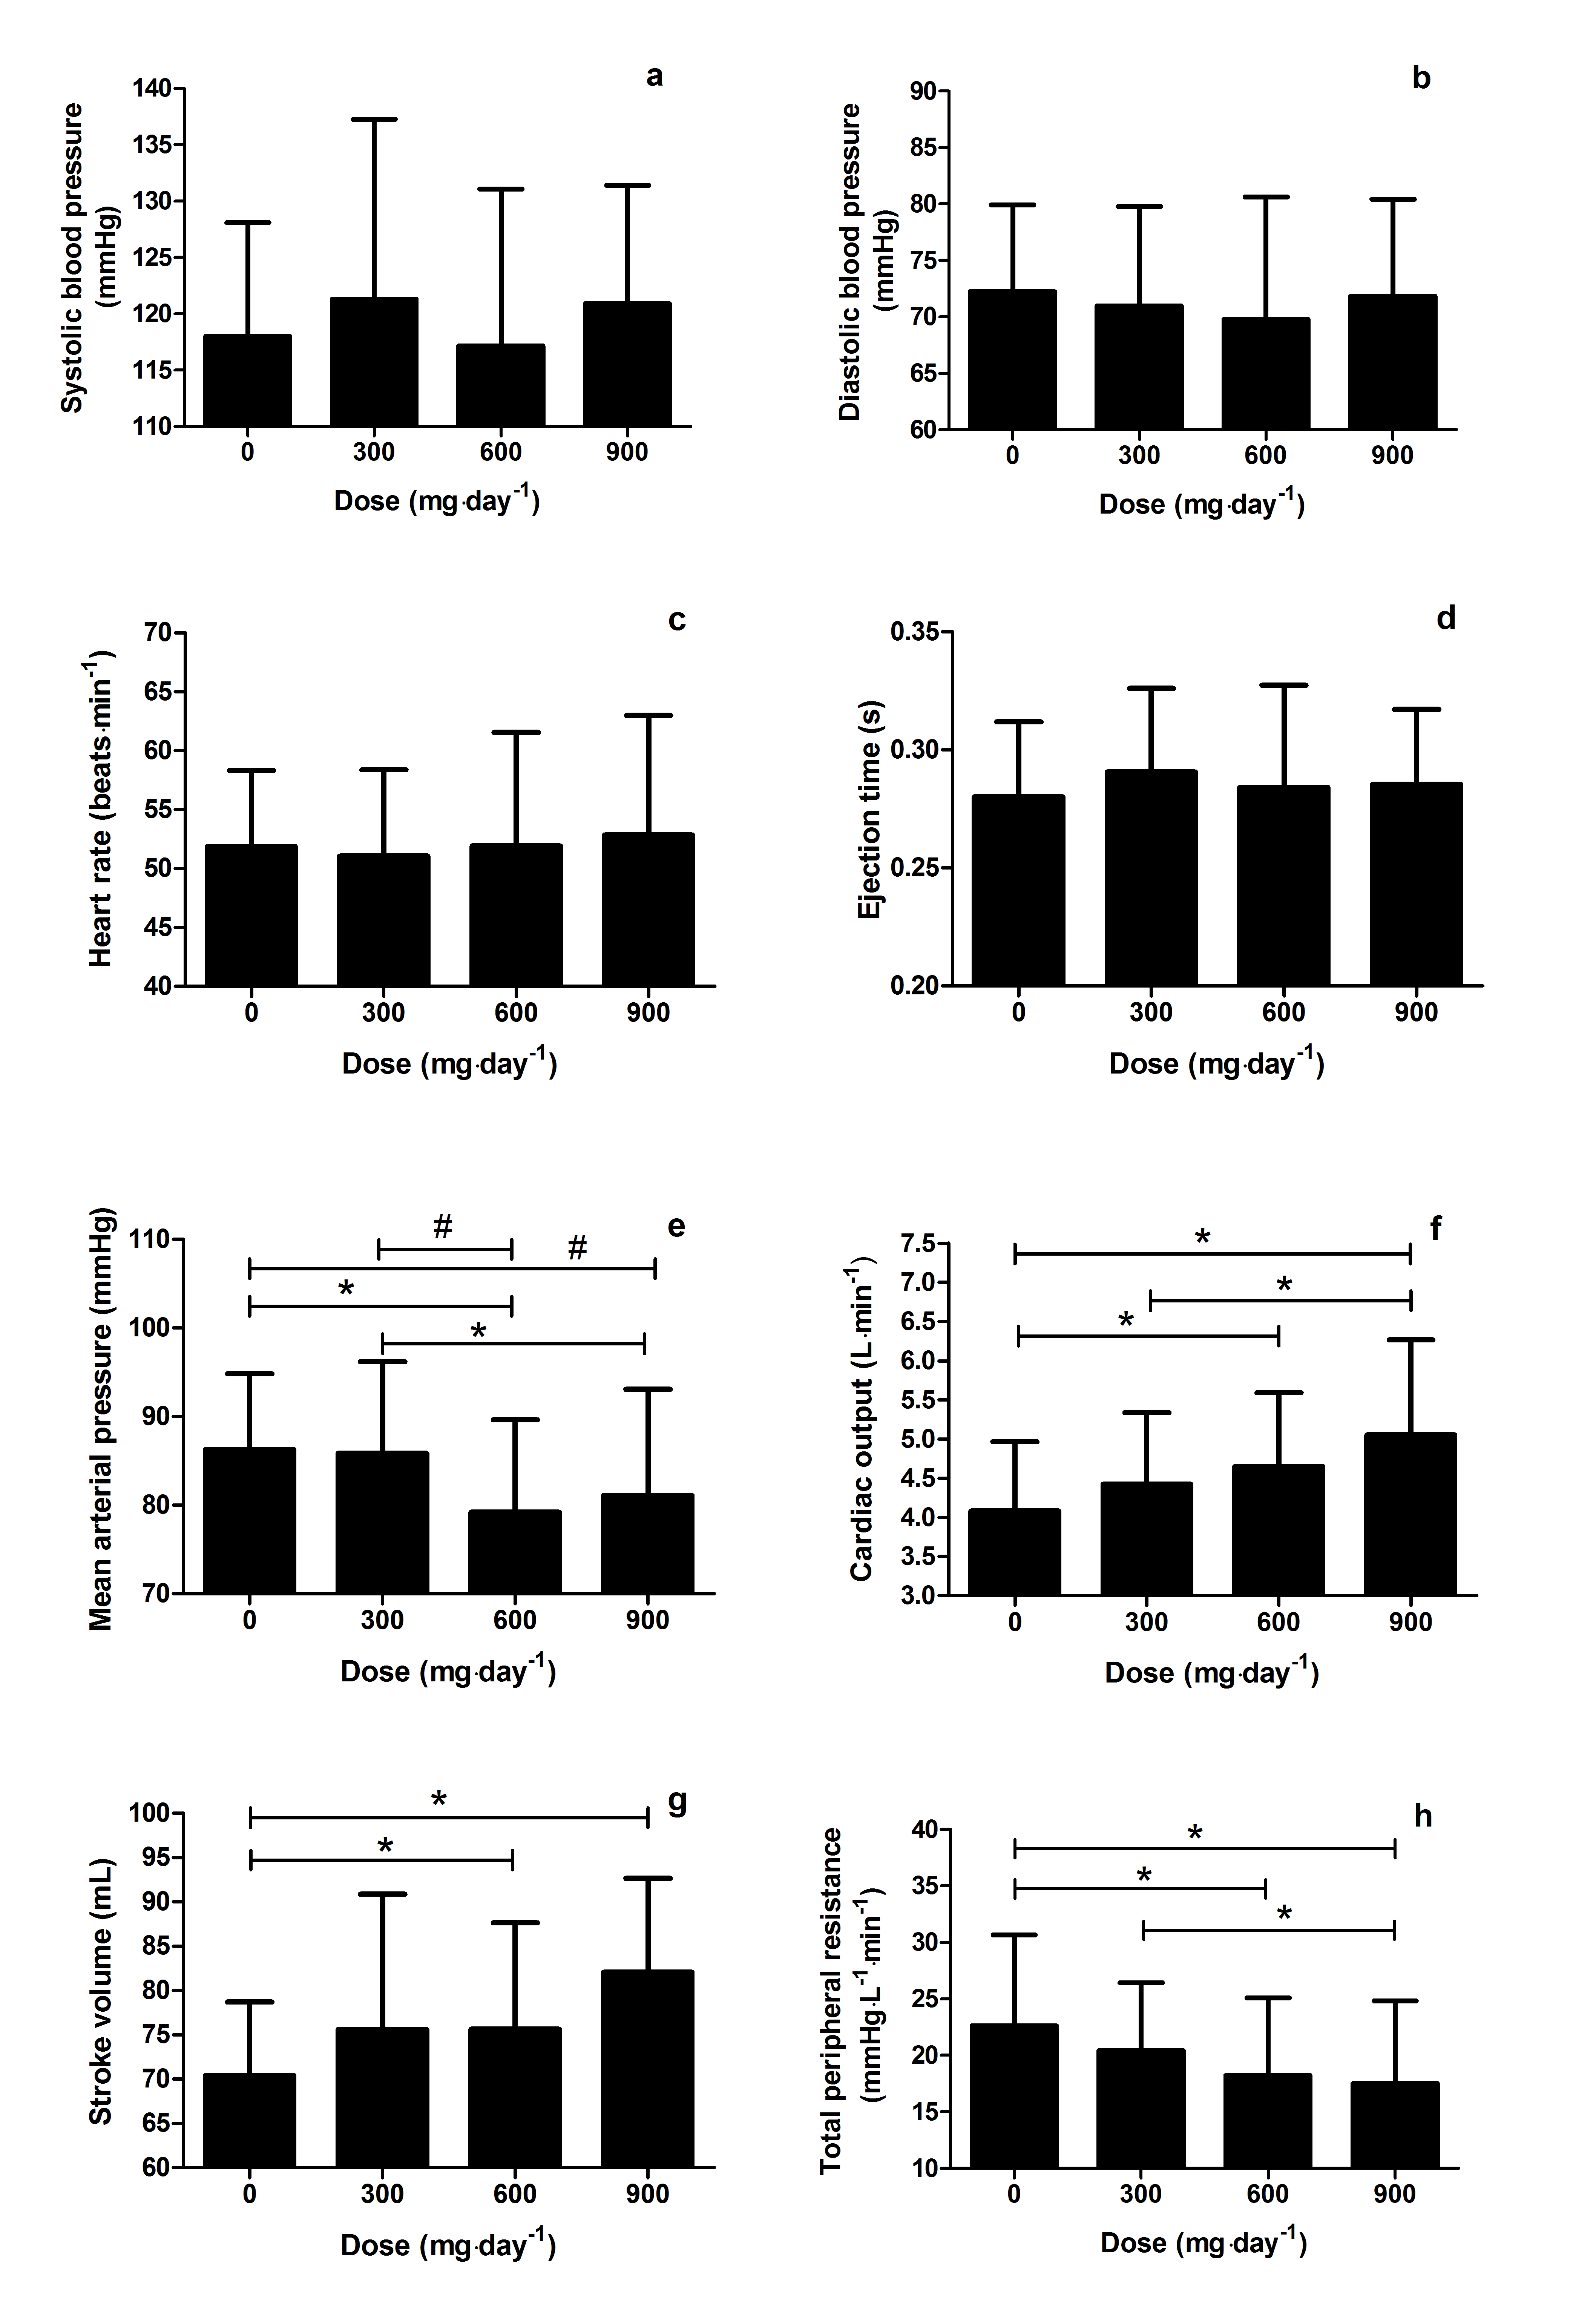 a
Systolic blood pressure
(mmHg)
140
135
130
125
120
115
110
0 300 600 900
Dose (mg·day-1)
b
Diastolic blood pressure
(mmHg)
90
85
80
75
70
65
60
0 300 600 900
Dose (mg·day-1)
c
Heart rate (beats·min-1)
70
65
60
55
50
45
40
0 300 600 900
Dose (mg·day-1)
d
Ejection time (s)
0.35
0.30
0.25
0.20
0 300 600 900
Dose (mg·day-1)
e
Mean arterial pressure (mmHg)
110
100
90
80
70
#
#
*
*
0 300 600 900
Dose (mg·day-1)
f
Cardiac output (L·min-1)
7.5
7.0
6.5
6.0
5.5
5.0
4.5
4.0
3.5
3.0
*
*
*
0 300 600 900
Dose (mg·day-1)
g
Stroke volume (mL)
100
95
90
85
80
75
70
65
60
*
*
0 300 600 900
Dose (mg·day-1)
h
Total peripheral resistance
(mmHg·L-1·min-1)
40
35
30
25
20
15
10
*
*
*
0 300 600 900
Dose (mg·day-1)